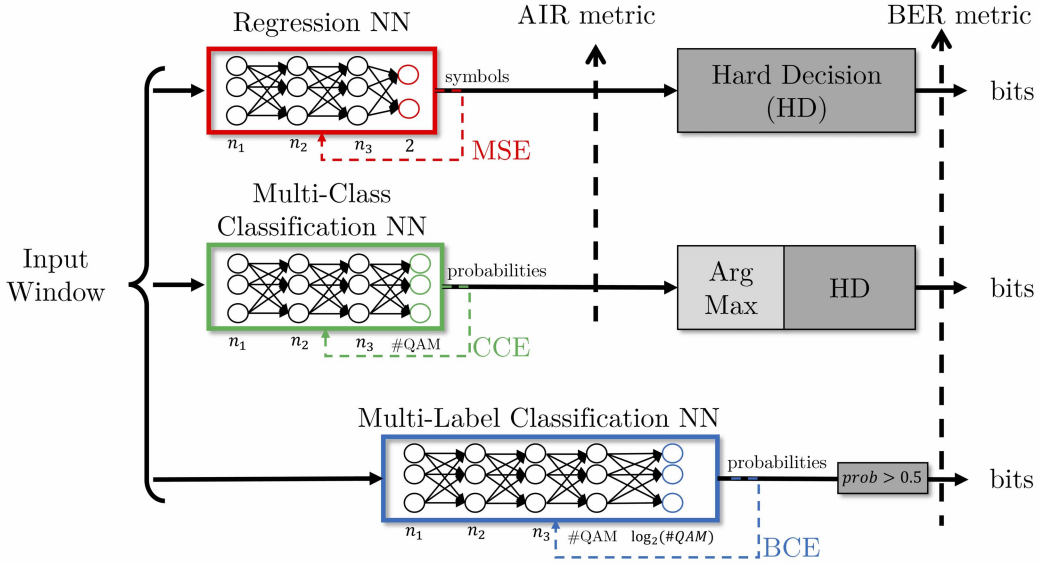 Regression NN
AIR metric
BER metric
symbols
Hard Decision
(HD)
bits
n₁
n₂
n₃
2
MSE
Multi-Class
Classification NN
Input
Window
probabilities
Arg
Max
HD
bits
n₁
n₂
n₃
#QAM
CCE
Multi-Label Classification NN
probabilities
prob > 0.5
bits
n₁
n₂
n₃
#QAM
log₂(#QAM)
BCE